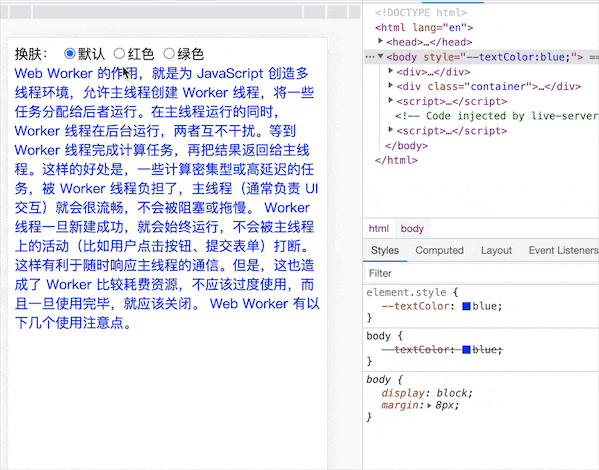 换肤： 默认 红色 绿色
Web Worker 的作用，就是为 JavaScript 创造多
线程环境，允许主线程创建 Worker 线程，将一些
任务分配给后者运行。在主线程运行的同时，
Worker 线程在后台运行，两者互不干扰。等到
Worker 线程完成计算任务，再把结果返回给主线
程。这样的好处是，一些计算密集型或高延迟的任
务，被 Worker 线程负担了，主线程（通常负责 UI
交互）就会很流畅，不会被阻塞或拖慢。 Worker
线程一旦新建成功，就会始终运行，不会被主线程
上的活动（比如用户点击按钮、提交表单）打断。
这样有利于随时响应主线程的通信。但是，这也造
成了 Worker 比较耗费资源，不应该过度使用，而
且一旦使用完毕，就应该关闭。 Web Worker 有以
下几个使用注意点。
<!DOCTYPE html>
<html lang="en">
<head>…</head>
<body style="--textColor:blue;"> ==
<div>…</div>
<div class="container">…</div>
<script>…</script>
<!-- Code injected by live-server
<script>…</script>
</body>
</html>
html body
Styles Computed Layout Event Listeners
Filter
element.style {
--textColor: blue;
}
body {
--textColor: blue;
}
body {
display: block;
margin: 8px;
}